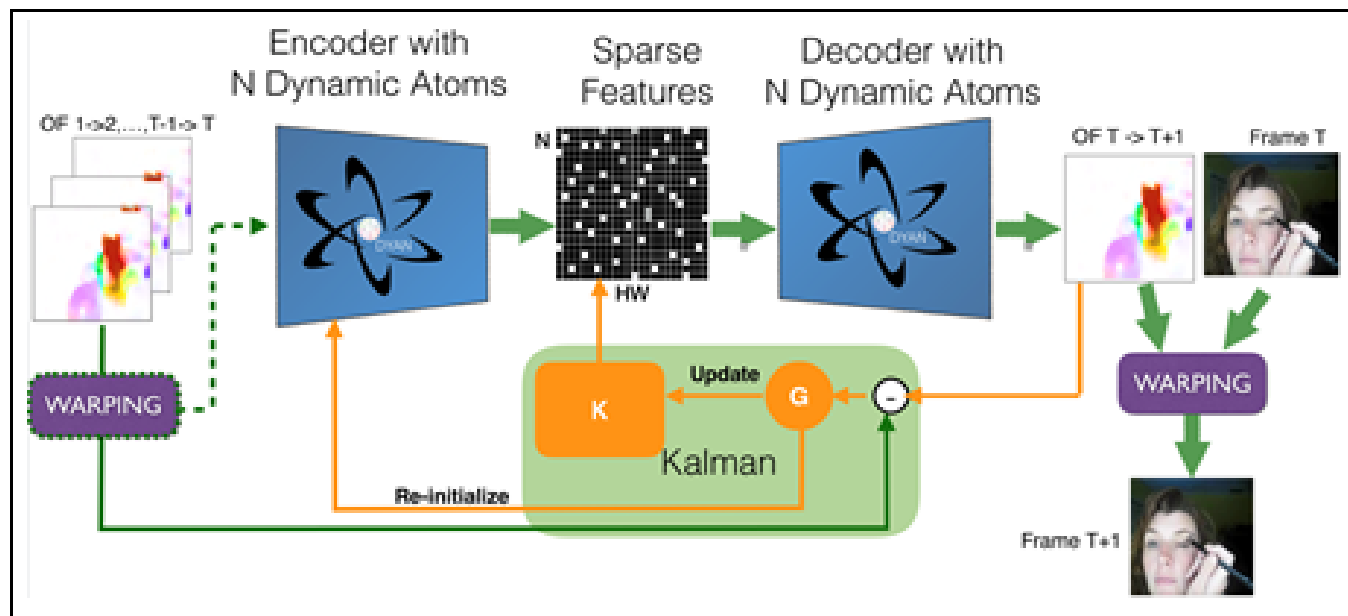 Encoder with
N Dynamic Atoms
Sparse
Features
Decoder with
N Dynamic Atoms
OF 1->2,....,T-1-> T
N
OF T -> T+1
Frame T
DYAN
DYAN
HW
WARPING
Update
K
G
-
WARPING
Kalman
Re-initialize
Frame T+1